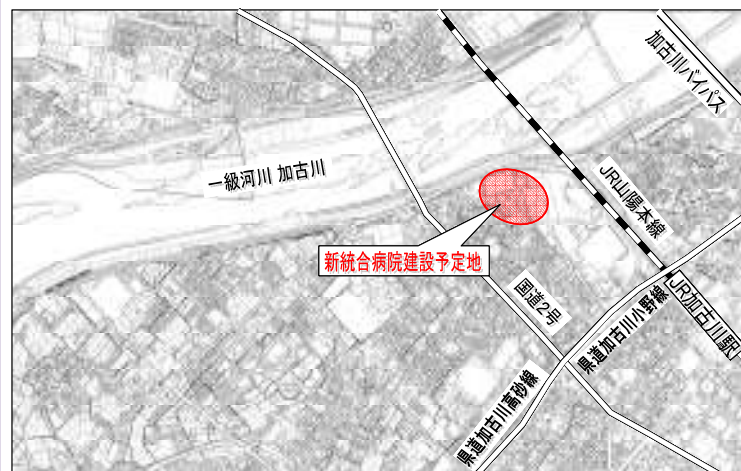 加古川バイパス
一級河川 加古川
JR山陽本線
新統合病院建設予定地
国道2号
JR加古川駅
県道加古川小野線
県道加古川高砂線